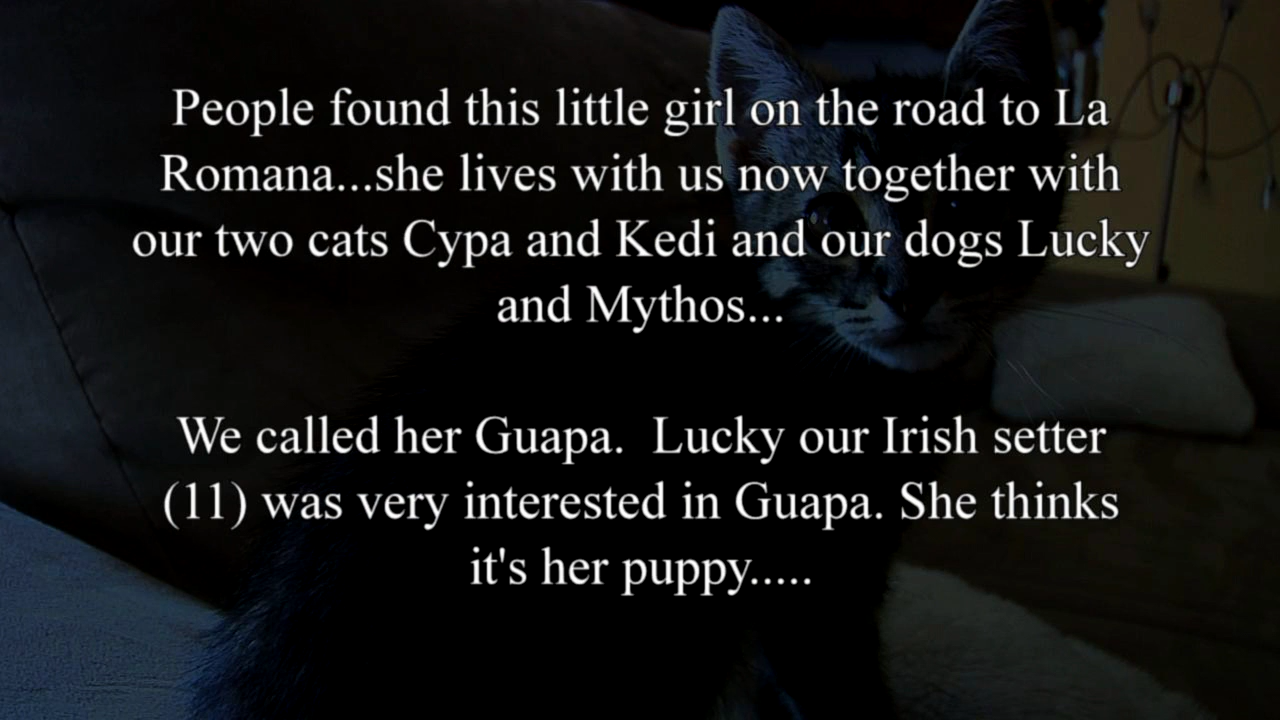 People found this little girl on the road to La
Romana...she lives with us now together with
our two cats Cypa and Kedi and our dogs Lucky
and Mythos...
We called her Guapa.  Lucky our Irish setter
(11) was very interested in Guapa. She thinks
it's her puppy.....